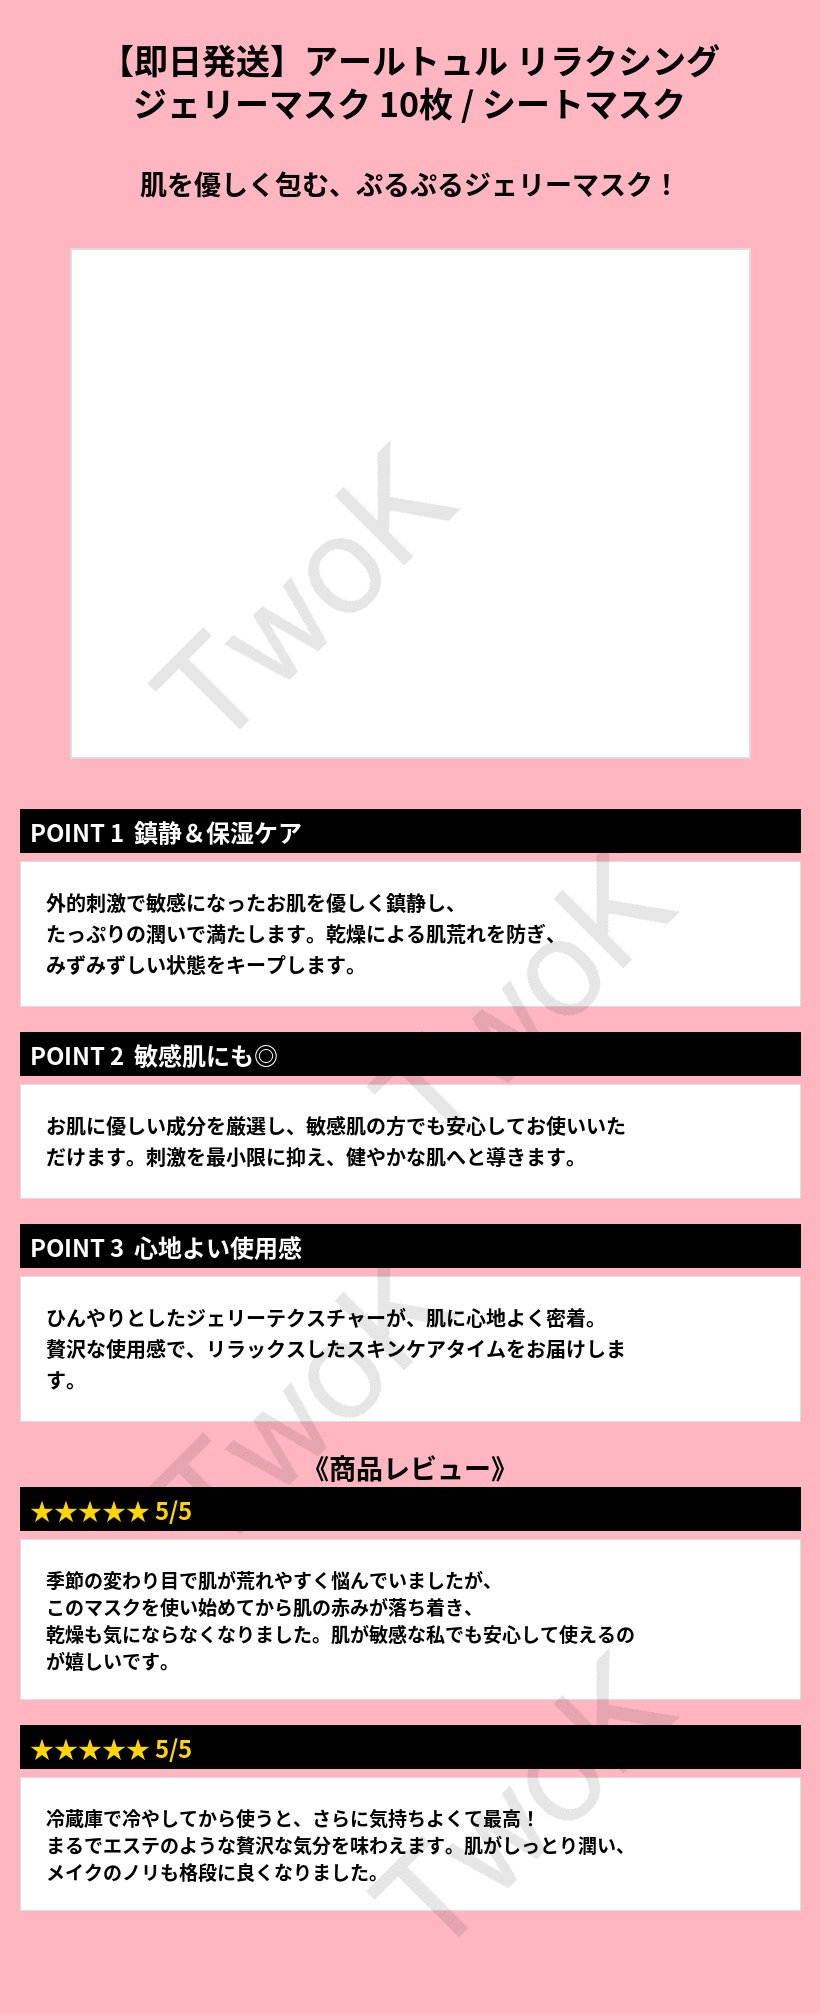 【即日発送】アールトュル リラクシング
ジェリーマスク 10枚 / シートマスク
肌を優しく包む、ぷるぷるジェリーマスク！
TwoK
POINT 1 鎮静＆保湿ケア
外的刺激で敏感になったお肌を優しく鎮静し、
たっぷりの潤いで満たします。乾燥による肌荒れを防ぎ、
みずみずしい状態をキープします。
TwoK
POINT 2 敏感肌にも◎
お肌に優しい成分を厳選し、敏感肌の方でも安心してお使いいた
だけます。刺激を最小限に抑え、健やかな肌へと導きます。
POINT 3 心地よい使用感
ひんやりとしたジェリーテクスチャーが、肌に心地よく密着。
贅沢な使用感で、リラックスしたスキンケアタイムをお届けしま
す。
TwoK
《商品レビュー》
★★★★★ 5/5
季節の変わり目で肌が荒れやすく悩んでいましたが、
このマスクを使い始めてから肌の赤みが落ち着き、
乾燥も気にならなくなりました。肌が敏感な私でも安心して使えるの
が嬉しいです。
★★★★★ 5/5
冷蔵庫で冷やしてから使うと、さらに気持ちよくて最高！
まるでエステのような贅沢な気分を味わえます。肌がしっとり潤い、
メイクのノリも格段に良くなりました。
TwoK